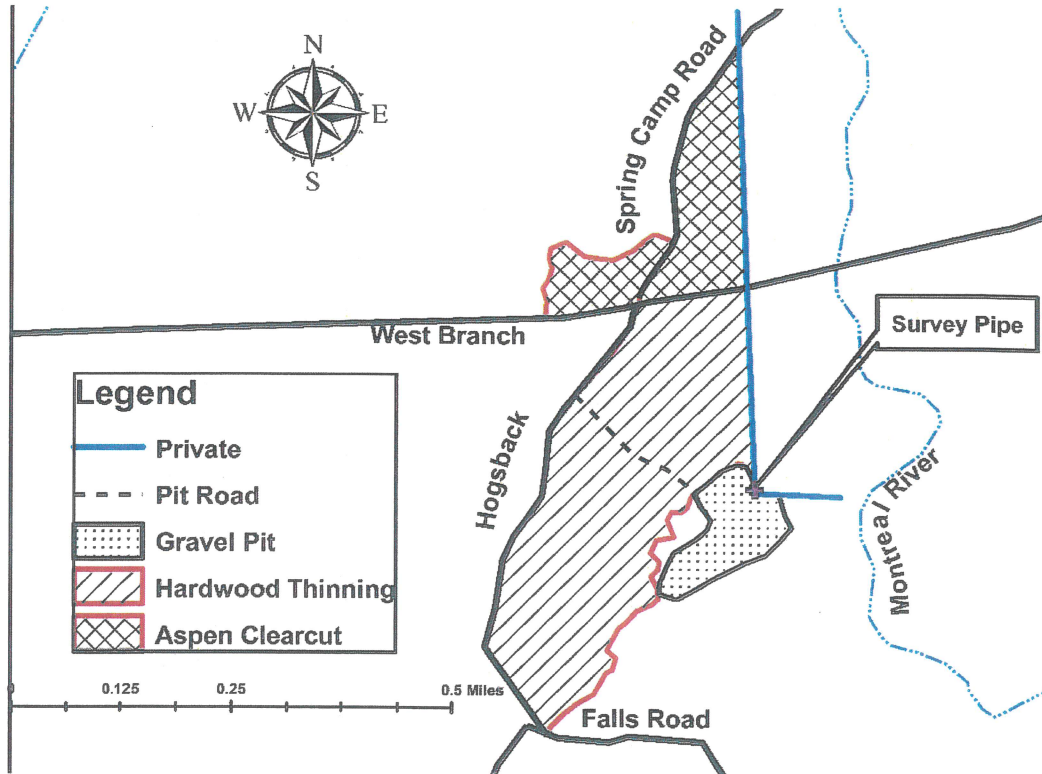 N
W
E
S
Spring Camp Road
West Branch
Survey Pipe
Legend
Private
Pit Road
Gravel Pit
Hardwood Thinning
Aspen Clearcut
Hogsback
Montreal River
0
0.125
0.25
0.5 Miles
Falls Road